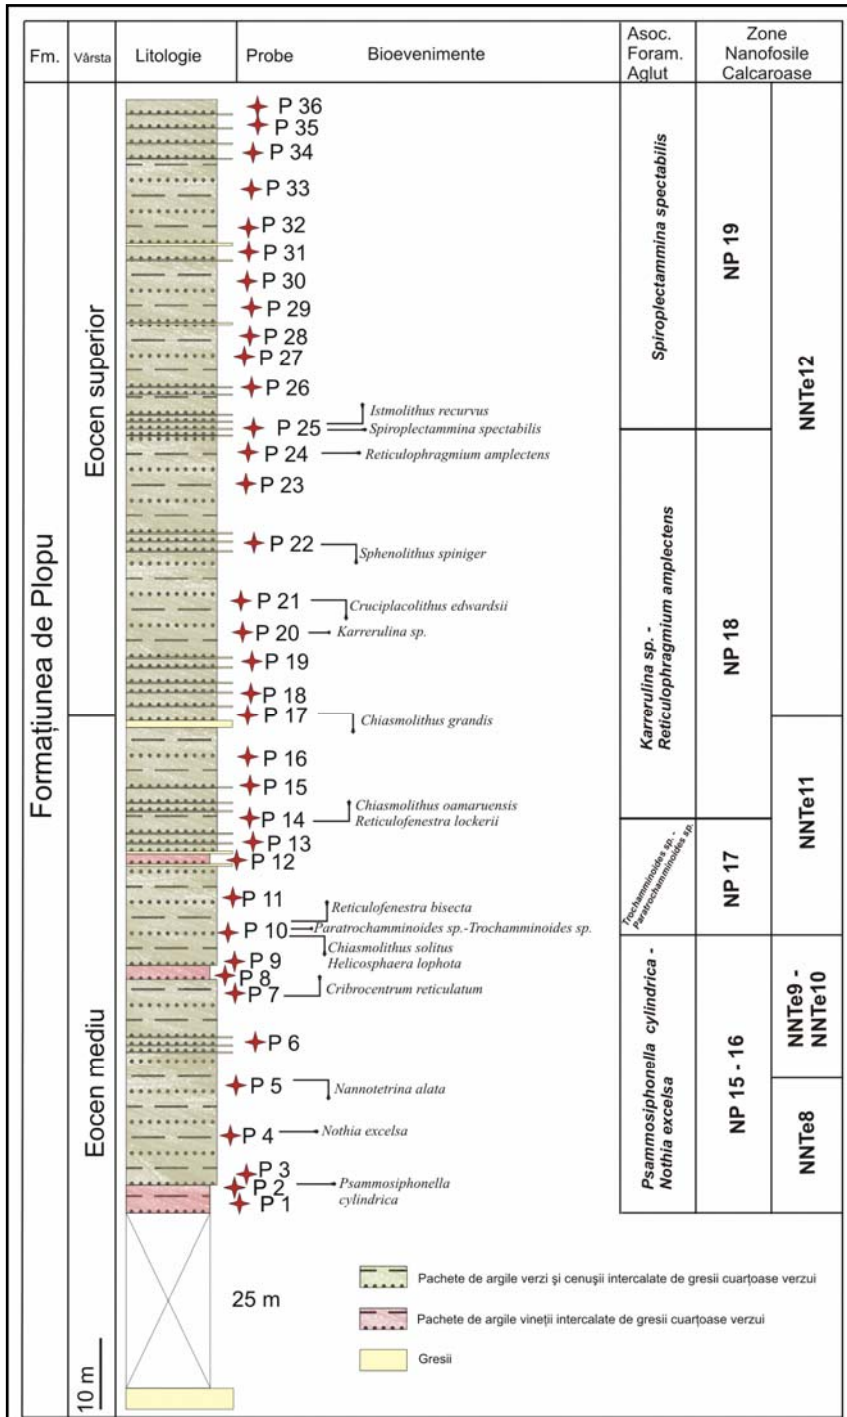 Fm.
Vârsta
Litologie
Probe
Bioevenimente
Asoc.
Foram.
Aglut
Zone
Nanofosile
Calcaroase
Formațiunea de Plopu
Eocen superior
Eocen mediu
P 36
P 35
P 34
P 33
P 32
P 31
P 30
P 29
P 28
P 27
P 26
Istmolithus recurvus
P 25
Spiroplectammina spectabilis
P 24
Reticulophragmium amplectens
P 23
P 22
Sphenolithus spiniger
P 21
Cruciplacolithus edwardsii
P 20
Karrerulina sp.
P 19
P 18
P 17
Chiasmolithus grandis
P 16
P 15
Chiasmolithus oamaruensis
P 14
Reticulofenestra lockerii
P 13
P 12
P 11
Reticulofenestra bisecta
P 10
Paratrochamminoides sp.-Trochamminoides sp.
Chiasmolithus solitus
P 9
Helicosphaera lophota
P 8
P 7
Cribrocentrum reticulatum
P 6
P 5
Nannotetrina alata
P 4
Nothia excelsa
P 3
P 2
Psammosiphonella
cylindrica
P 1
Spiroplectammina spectabilis
Karrerulina sp. -
Reticulophragmium amplectens
Trochamminoides sp. -
Paratrochamminoides sp.
Psammosiphonella cylindrica -
Nothia excelsa
NP 19
NP 18
NP 17
NP 15 - 16
NNTe12
NNTe11
NNTe9 -
NNTe10
NNTe8
25 m
10 m
Pachete de argile verzi și cenușii intercalate de gresii cuarțoase verzui
Pachete de argile vineții intercalate de gresii cuarțoase verzui
Gresii